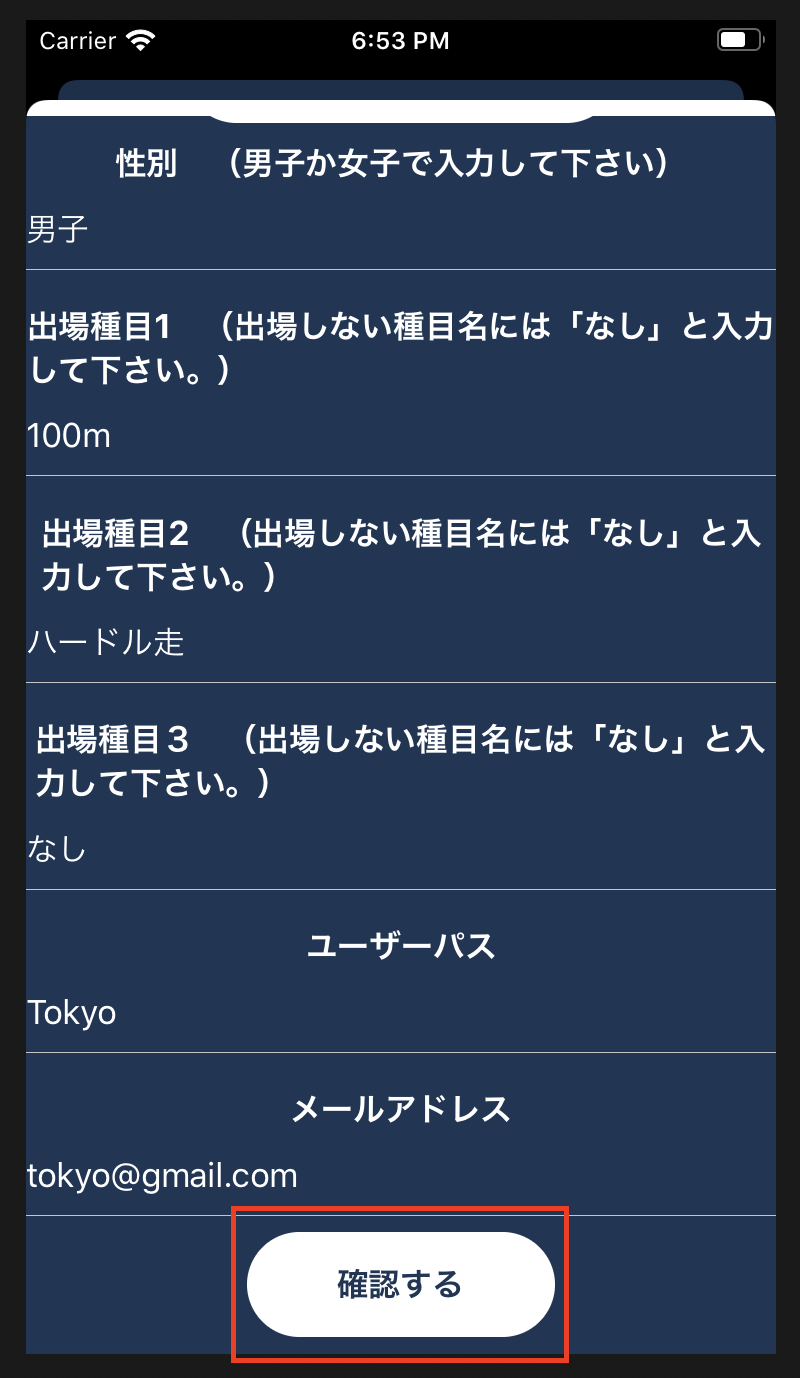 Carrier 6:53 PM
性別　（男子か女子で入力して下さい）
男子
出場種目1　（出場しない種目名には「なし」と入力
して下さい。）
100m
出場種目2　（出場しない種目名には「なし」と入
力して下さい。）
ハードル走
出場種目３　（出場しない種目名には「なし」と入
力して下さい。）
なし
ユーザーパス
Tokyo
メールアドレス
tokyo@gmail.com
確認する